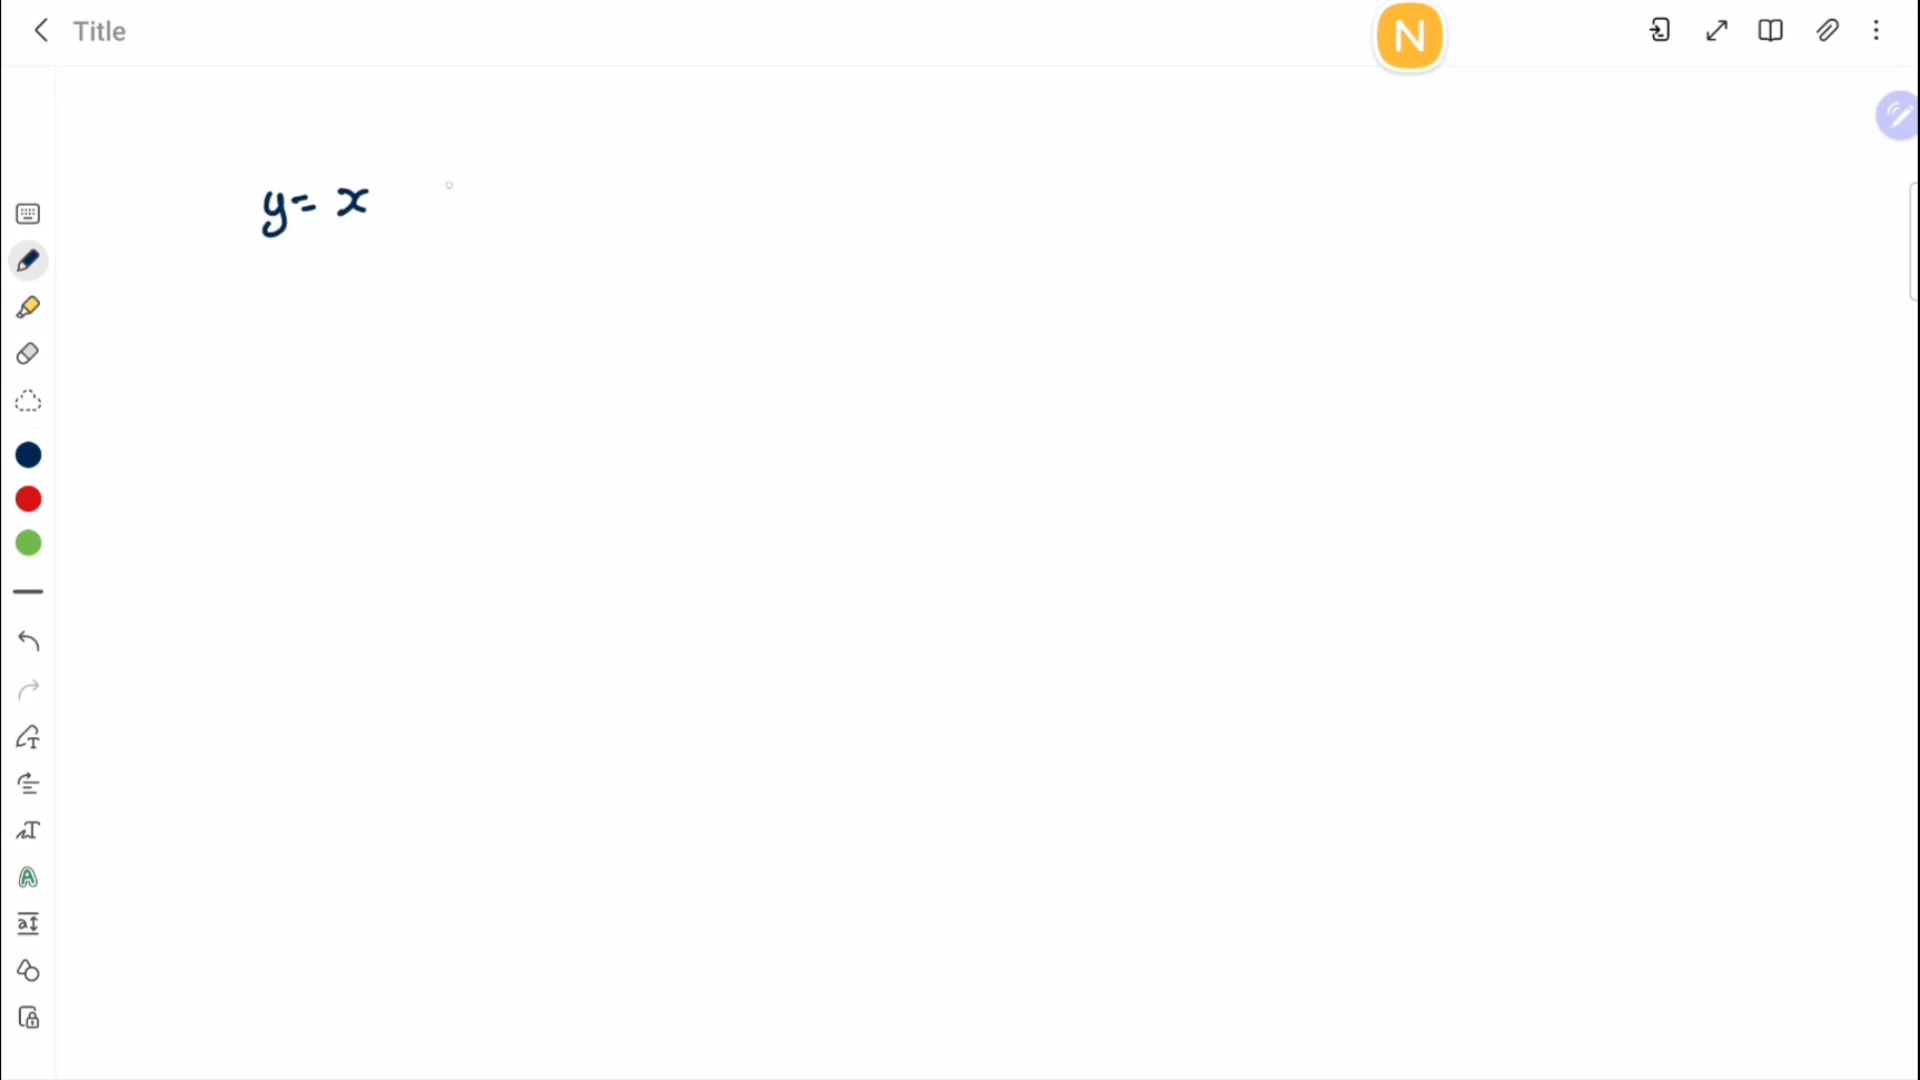 Title
N
y = x